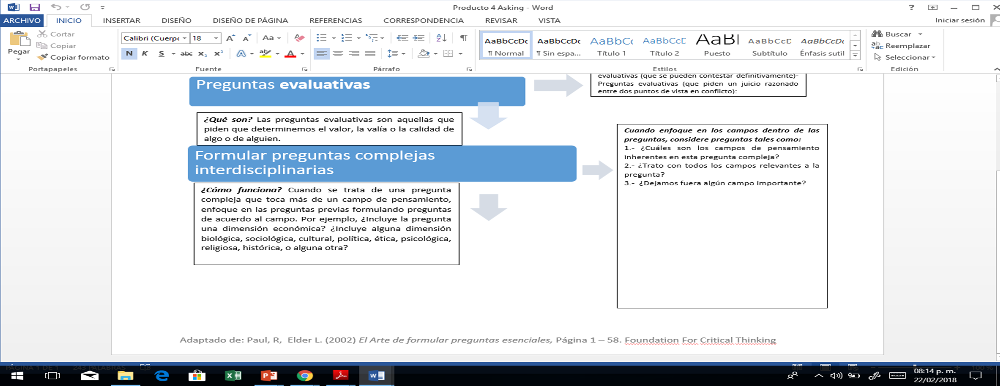 Producto 4 Asking - Word
ARCHIVO INICIO INSERTAR DISEÑO DISEÑO DE PÁGINA REFERENCIAS CORRESPONDENCIA REVISAR VISTA Iniciar sesión
Pegar
Cortar
Copiar
Copiar formato
Portapapeles
Calibri (Cuerpo 18
N K S abc x₂ x²
Fuente
Párrafo
AaBbCcDc AaBbCcDc AaBbCc AaBbCcD AaBl AaBbCcD AaBbCcDc
¶ Normal ¶ Sin espa... Título 1 Título 2 Puesto Subtítulo Énfasis sutil
Estilos
Buscar
Reemplazar
Seleccionar
Edición
Preguntas evaluativas
evaluativas (que se pueden contestar definitivamente)-
Preguntas evaluativas (que piden un juicio razonado
entre dos puntos de vista en conflicto):
¿Qué son? Las preguntas evaluativas son aquellas que
piden que determinemos el valor, la valía o la calidad de
algo o de alguien.
Formular preguntas complejas
interdisciplinarias
Cuando enfoque en los campos dentro de las
preguntas, considere preguntas tales como:
1.- ¿Cuáles son los campos de pensamiento
inherentes en esta pregunta compleja?
2.- ¿Trato con todos los campos relevantes a la
pregunta?
3.- ¿Dejamos fuera algún campo importante?
¿Cómo funciona? Cuando se trata de una pregunta
compleja que toca más de un campo de pensamiento,
enfoque en las preguntas previas formulando preguntas
de acuerdo al campo. Por ejemplo, ¿Incluye la pregunta
una dimensión económica? ¿Incluye alguna dimensión
biológica, sociológica, cultural, política, ética, psicológica,
religiosa, histórica, o alguna otra?
Adaptado de: Paul, R, Elder L. (2002) El Arte de formular preguntas esenciales, Página 1 – 58. Foundation For Critical Thinking
PÁGINA 1 DE 1 243 PALABRAS 100 %
08:14 p. m.
22/02/2018